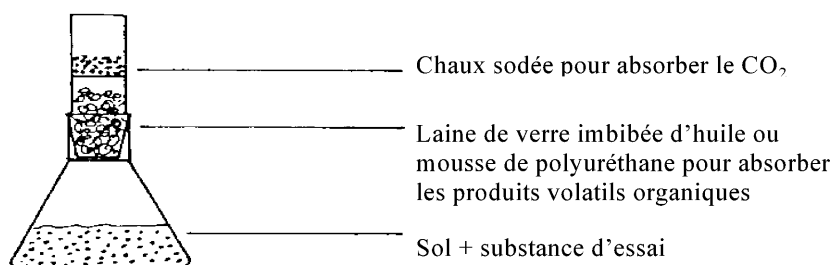 Chaux sodée pour absorber le CO₂
Laine de verre imbibée d'huile ou
mousse de polyuréthane pour absorber
les produits volatils organiques
Sol + substance d'essai